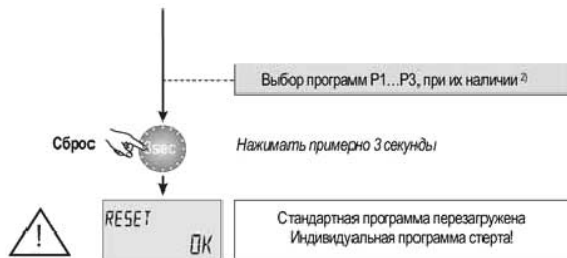 Выбор программ P1...P3, при их наличии 2)
Сброс
3sec
Нажимать примерно 3 секунды
!
RESET
OK
Стандартная программа перезагружена
Индивидуальная программа стерта!